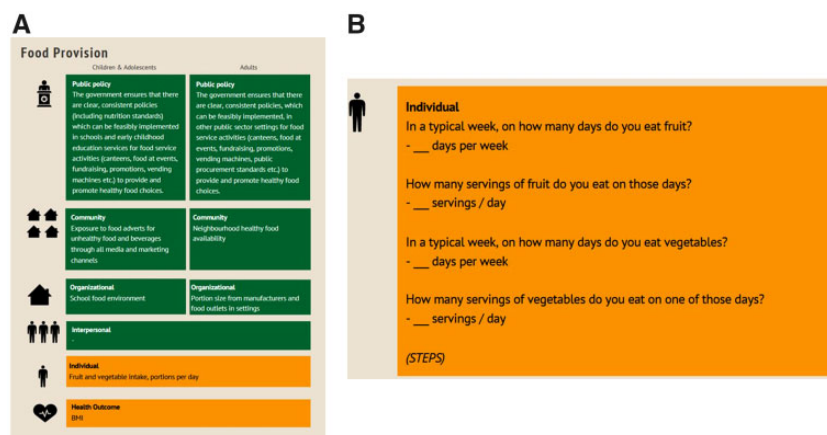 A
Food Provision
Children & Adolescents
Adults
Public policy
The government ensures that there
are clear, consistent policies
(including nutrition standards)
which can be feasibly implemented
in schools and early childhood
education services for food service
activities (canteens, food at events,
fundraising, promotions, vending
machines etc.) to provide and
promote healthy food choices.
Public policy
The government ensures that there
are clear, consistent policies, which
can be feasibly implemented, in
other public sector settings for food
service activities (canteens, food at
events, fundraising, promotions,
vending machines, public
procurement standards etc.) to
provide and promote healthy food
choices.
Community
Exposure to food adverts for
unhealthy food and beverages
through all media and marketing
channels
Community
Neighbourhood healthy food
availability
Organizational
School food environment
Organizational
Portion size from manufacturers and
food outlets in settings
Interpersonal
-
Individual
Fruit and vegetable intake, portions per day
Health Outcome
BMI
B
Individual
In a typical week, on how many days do you eat fruit?
- ___ days per week
How many servings of fruit do you eat on those days?
- ___ servings / day
In a typical week, on how many days do you eat vegetables?
- ___ days per week
How many servings of vegetables do you eat on one of those days?
- ___ servings / day
(STEPS)